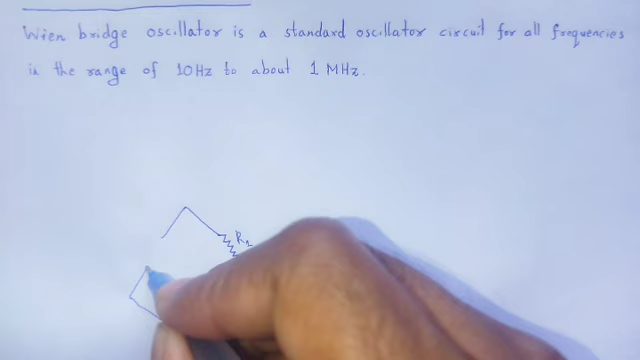 Wien bridge oscillator is a standard oscillator circuit for all frequencies
in the range of 10Hz to about 1 MHz.
R2